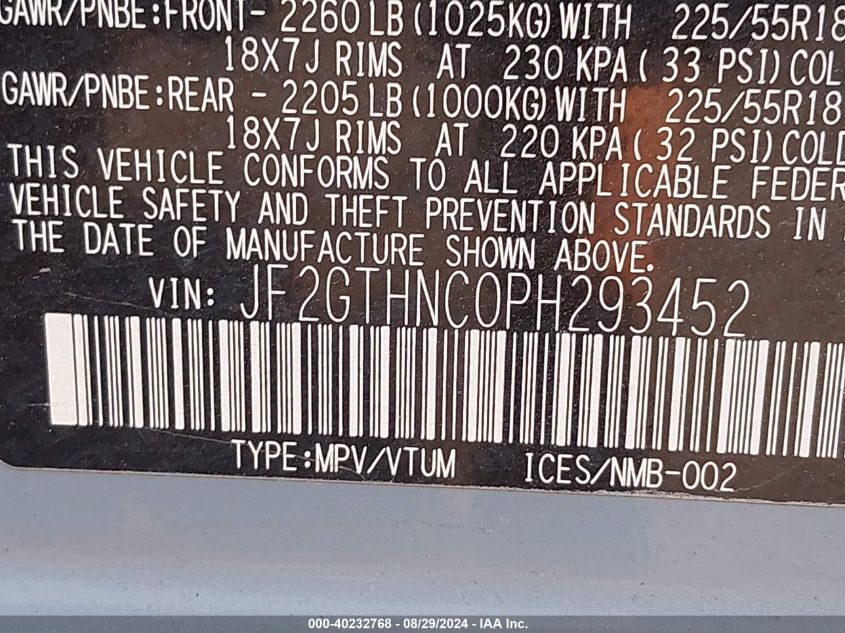 GAWR/PNBE:FRONT- 2260 LB (1025KG) WITH 225/55R18
18X7J RIMS AT 230 KPA ( 33 PSI) COL
GAWR/PNBE:REAR - 2205 LB (1000KG) WITH 225/55R18
18X7J RIMS AT 220 KPA ( 32 PSI) COLD
THIS VEHICLE CONFORMS TO ALL APPLICABLE FEDER
VEHICLE SAFETY AND THEFT PREVENTION STANDARDS IN
THE DATE OF MANUFACTURE SHOWN ABOVE.
VIN: JF2GTHNC0PH293452
TYPE:MPV/VTUM ICES/NMB-002
000-40232768 - 08/29/2024 - IAA Inc.